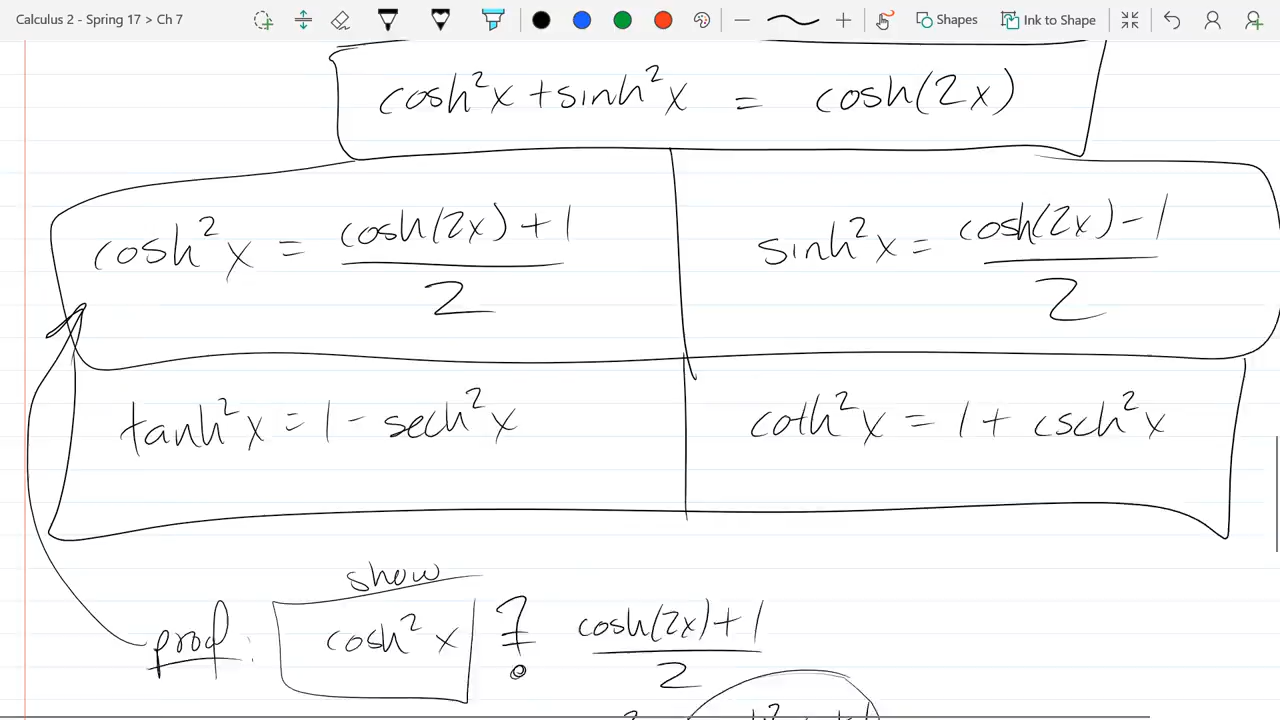 Calculus 2 - Spring 17 > Ch 7
Shapes
Ink to Shape
cosh²x + sinh²x = cosh(2x)
cosh²x = (cosh(2x) + 1)/2
sinh²x = (cosh(2x) - 1)/2
tanh²x = 1 - sech²x
coth²x = 1 + csch²x
show
proof: cosh²x ?= (cosh(2x) + 1)/2